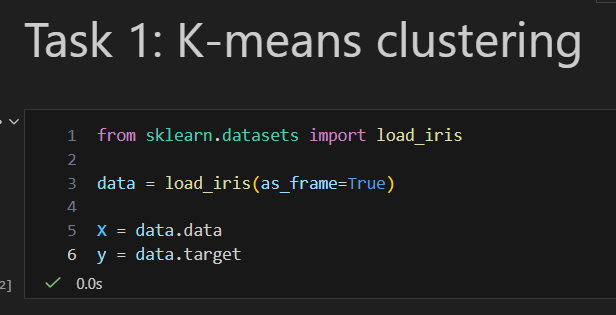 Task 1: K-means clustering
1 from sklearn.datasets import load_iris
2
3 data = load_iris(as_frame=True)
4
5 X = data.data
6 y = data.target
2] 0.0s